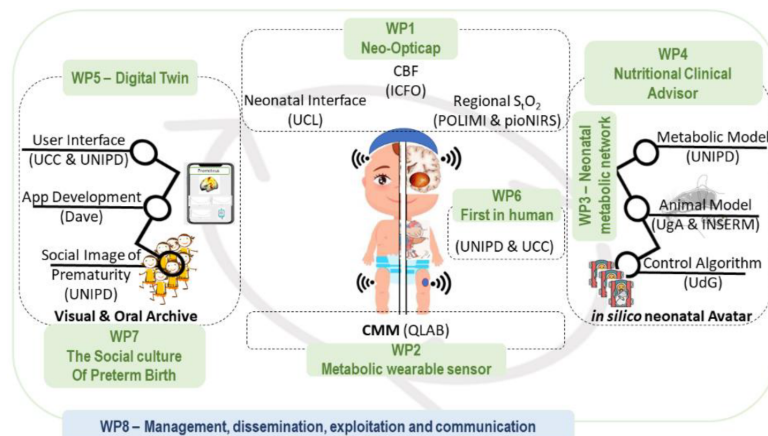 WP1
Neo-Opticap
CBF
(ICFO)
Neonatal Interface
(UCL)
Regional StO2
(POLIMI & pioNIRS)
WP5 – Digital Twin
User Interface
(UCC & UNIPD)
App Development
(Dave)
Social Image of
Prematurity
(UNIPD)
Visual & Oral Archive
WP7
The Social culture
Of Preterm Birth
WP6
First in human
(UNIPD & UCC)
CMM (QLAB)
WP2
Metabolic wearable sensor
WP4
Nutritional Clinical
Advisor
WP3 – Neonatal
metabolic network
Metabolic Model
(UNIPD)
Animal Model
(UgA & INSERM)
Control Algorithm
(UdG)
in silico neonatal Avatar
WP8 – Management, dissemination, exploitation and communication